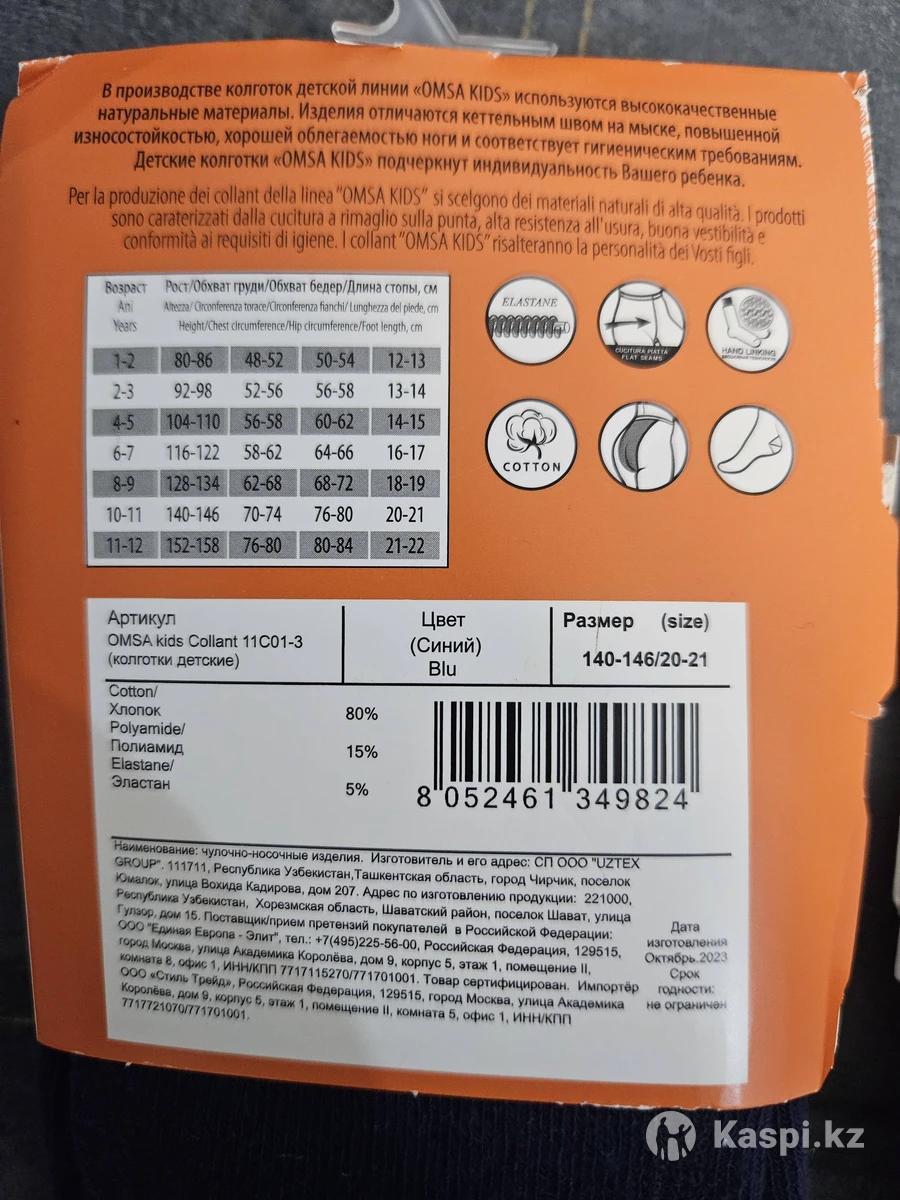 В производстве колготок детской линии «OMSA KIDS» используются высококачественные
натуральные материалы. Изделия отличаются кеттельным швом на мыске, повышенной
износостойкостью, хорошей облегаемостью ноги и соответствует гигиеническим требованиям.
Детские колготки «OMSA KIDS» подчеркнут индивидуальность Вашего ребенка.
Per la produzione dei collant della linea "OMSA KIDS" si scelgono dei materiali naturali di alta qualità. I prodotti
sono caraterizzati dalla cucitura a rimaglio sulla punta, alta resistenza all'usura, buona vestibilità e
conformità ai requisiti di igiene. I collant "OMSA KIDS" risalteranno la personalità dei Vosti figli.
Возраст Рост/Обхват груди/Обхват бедер/Длина стопы, см
Ani Altezza/ Circonferenza torace/Circonferenza fianchi/ Lunghezza del piede, cm
Years Height/Chest circumference/Hip circumference/Foot length, cm
1-2 80-86 48-52 50-54 12-13
2-3 92-98 52-56 56-58 13-14
4-5 104-110 56-58 60-62 14-15
6-7 116-122 58-62 64-66 16-17
8-9 128-134 62-68 68-72 18-19
10-11 140-146 70-74 76-80 20-21
11-12 152-158 76-80 80-84 21-22
ELASTANE
CUCITURA PIATTA
FLAT SEAMS
HAND LINKING
COTTON
Артикул
OMSA kids Collant 11C01-3
(колготки детские)
Цвет
(Синий)
Blu
Размер (size)
140-146/20-21
Cotton/
Хлопок 80%
Polyamide/
Полиамид 15%
Elastane/
Эластан 5%
8 052461 349824
Наименование: чулочно-носочные изделия. Изготовитель и его адрес: СП ООО "UZTEX
GROUP". 111711, Республика Узбекистан,Ташкентская область, город Чирчик, поселок
Юмалок, улица Вохида Кадирова, дом 207. Адрес по изготовлению продукции: 221000,
Республика Узбекистан, Хорезмская область, Шаватский район, поселок Шават, улица
Гулзор, дом 15. Поставщик/прием претензий покупателей в Российской Федерации:
ООО "Единая Европа - Элит", тел.: +7(495)225-56-00, Российская Федерация, 129515,
город Москва, улица Академика Королёва, дом 9, корпус 5, этаж 1, помещение II,
комната 8, офис 1, ИНН/КПП 7717115270/771701001. Товар сертифицирован. Импортёр
ООО «Стиль Трейд», Российская Федерация, 129515, город Москва, улица Академика
Королёва, дом 9, корпус 5, этаж 1, помещение II, комната 5, офис 1, ИНН/КПП
7717721070/771701001.
Дата
изготовления
Октябрь.2023
Срок
годности:
не ограничен
Kaspi.kz